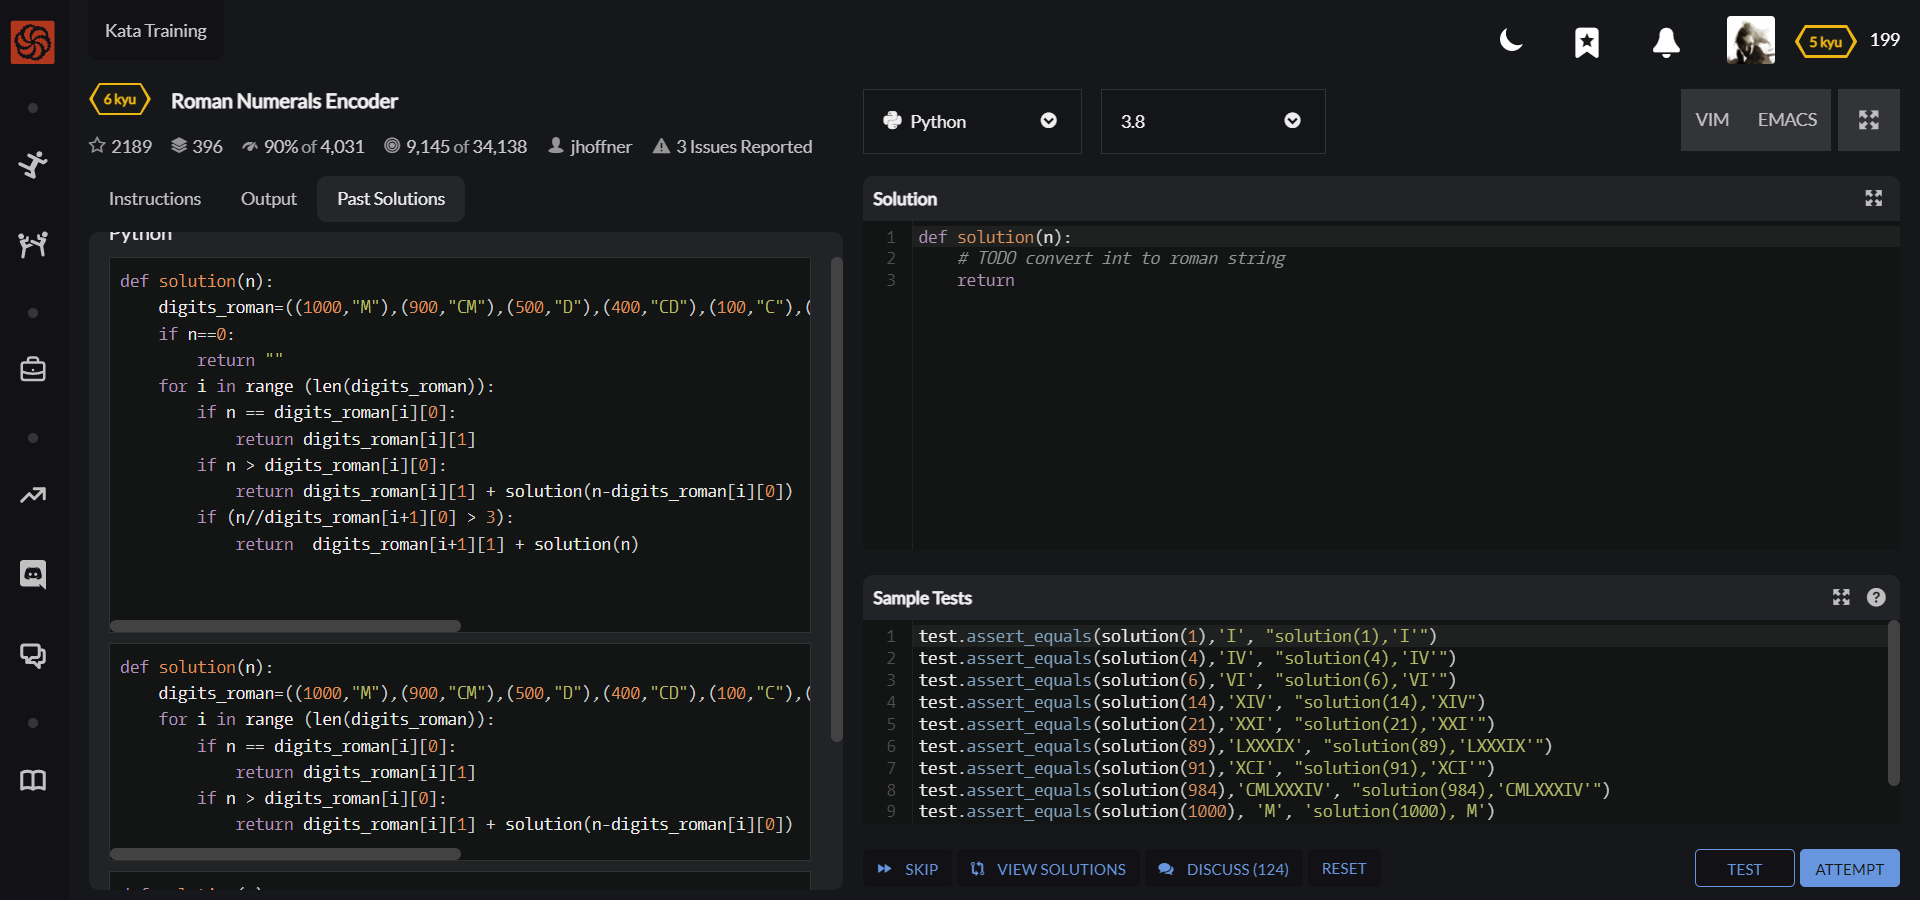 Kata Training
5 kyu
199
6 kyu
Roman Numerals Encoder
2189
396
90% of 4,031
9,145 of 34,138
jhoffner
3 Issues Reported
Python
3.8
VIM
EMACS
Instructions
Output
Past Solutions
Python
def solution(n):
    digits_roman=((1000,"M"),(900,"CM"),(500,"D"),(400,"CD"),(100,"C"),(
    if n==0:
        return ""
    for i in range (len(digits_roman)):
        if n == digits_roman[i][0]:
            return digits_roman[i][1]
        if n > digits_roman[i][0]:
            return digits_roman[i][1] + solution(n-digits_roman[i][0])
        if (n//digits_roman[i+1][0] > 3):
            return  digits_roman[i+1][1] + solution(n)
def solution(n):
    digits_roman=((1000,"M"),(900,"CM"),(500,"D"),(400,"CD"),(100,"C"),(
    for i in range (len(digits_roman)):
        if n == digits_roman[i][0]:
            return digits_roman[i][1]
        if n > digits_roman[i][0]:
            return digits_roman[i][1] + solution(n-digits_roman[i][0])
Solution
1 def solution(n):
2     # TODO convert int to roman string
3     return
Sample Tests
?
1 test.assert_equals(solution(1),'I', "solution(1),'I'")
2 test.assert_equals(solution(4),'IV', "solution(4),'IV'")
3 test.assert_equals(solution(6),'VI', "solution(6),'VI'")
4 test.assert_equals(solution(14),'XIV', "solution(14),'XIV")
5 test.assert_equals(solution(21),'XXI', "solution(21),'XXI'")
6 test.assert_equals(solution(89),'LXXXIX', "solution(89),'LXXXIX'")
7 test.assert_equals(solution(91),'XCI', "solution(91),'XCI'")
8 test.assert_equals(solution(984),'CMLXXXIV', "solution(984),'CMLXXXIV'")
9 test.assert_equals(solution(1000), 'M', 'solution(1000), M')
SKIP
VIEW SOLUTIONS
DISCUSS (124)
RESET
TEST
ATTEMPT